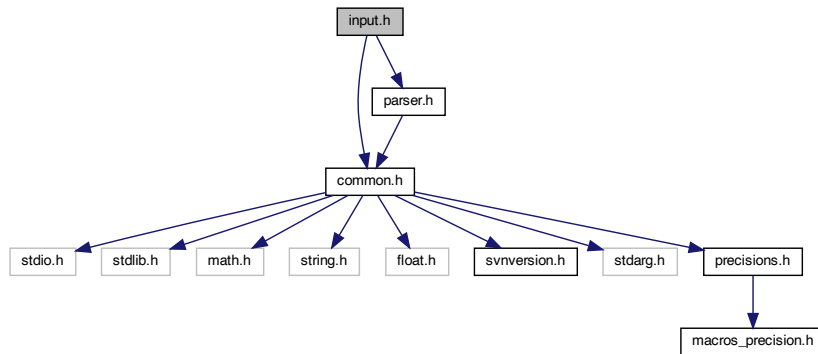 input.h
parser.h
common.h
stdio.h
stdlib.h
math.h
string.h
float.h
svnversion.h
stdarg.h
precisions.h
macros_precision.h